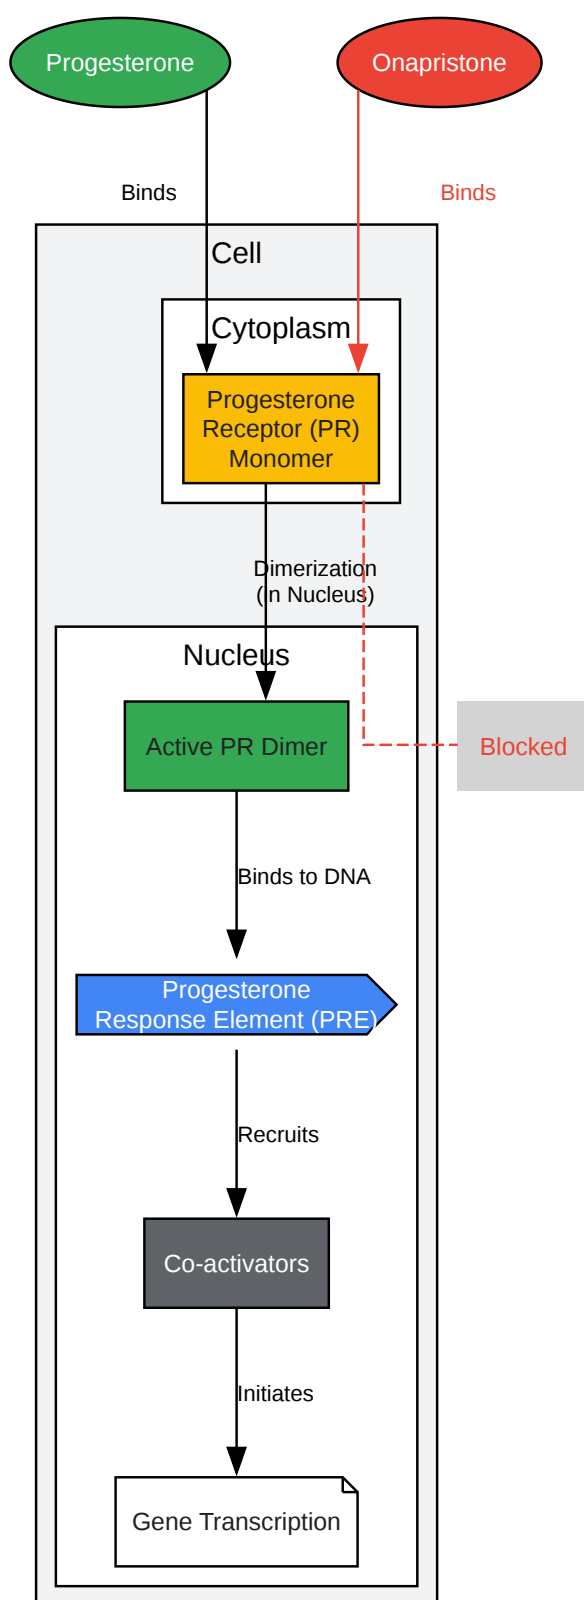 Progesterone
Onapristone
Binds
Binds
Cell
Cytoplasm
Progesterone
Receptor (PR)
Monomer
Dimerization
(in Nucleus)
Nucleus
Active PR Dimer
Blocked
Binds to DNA
Progesterone
Response Element (PRE)
Recruits
Co-activators
Initiates
Gene Transcription